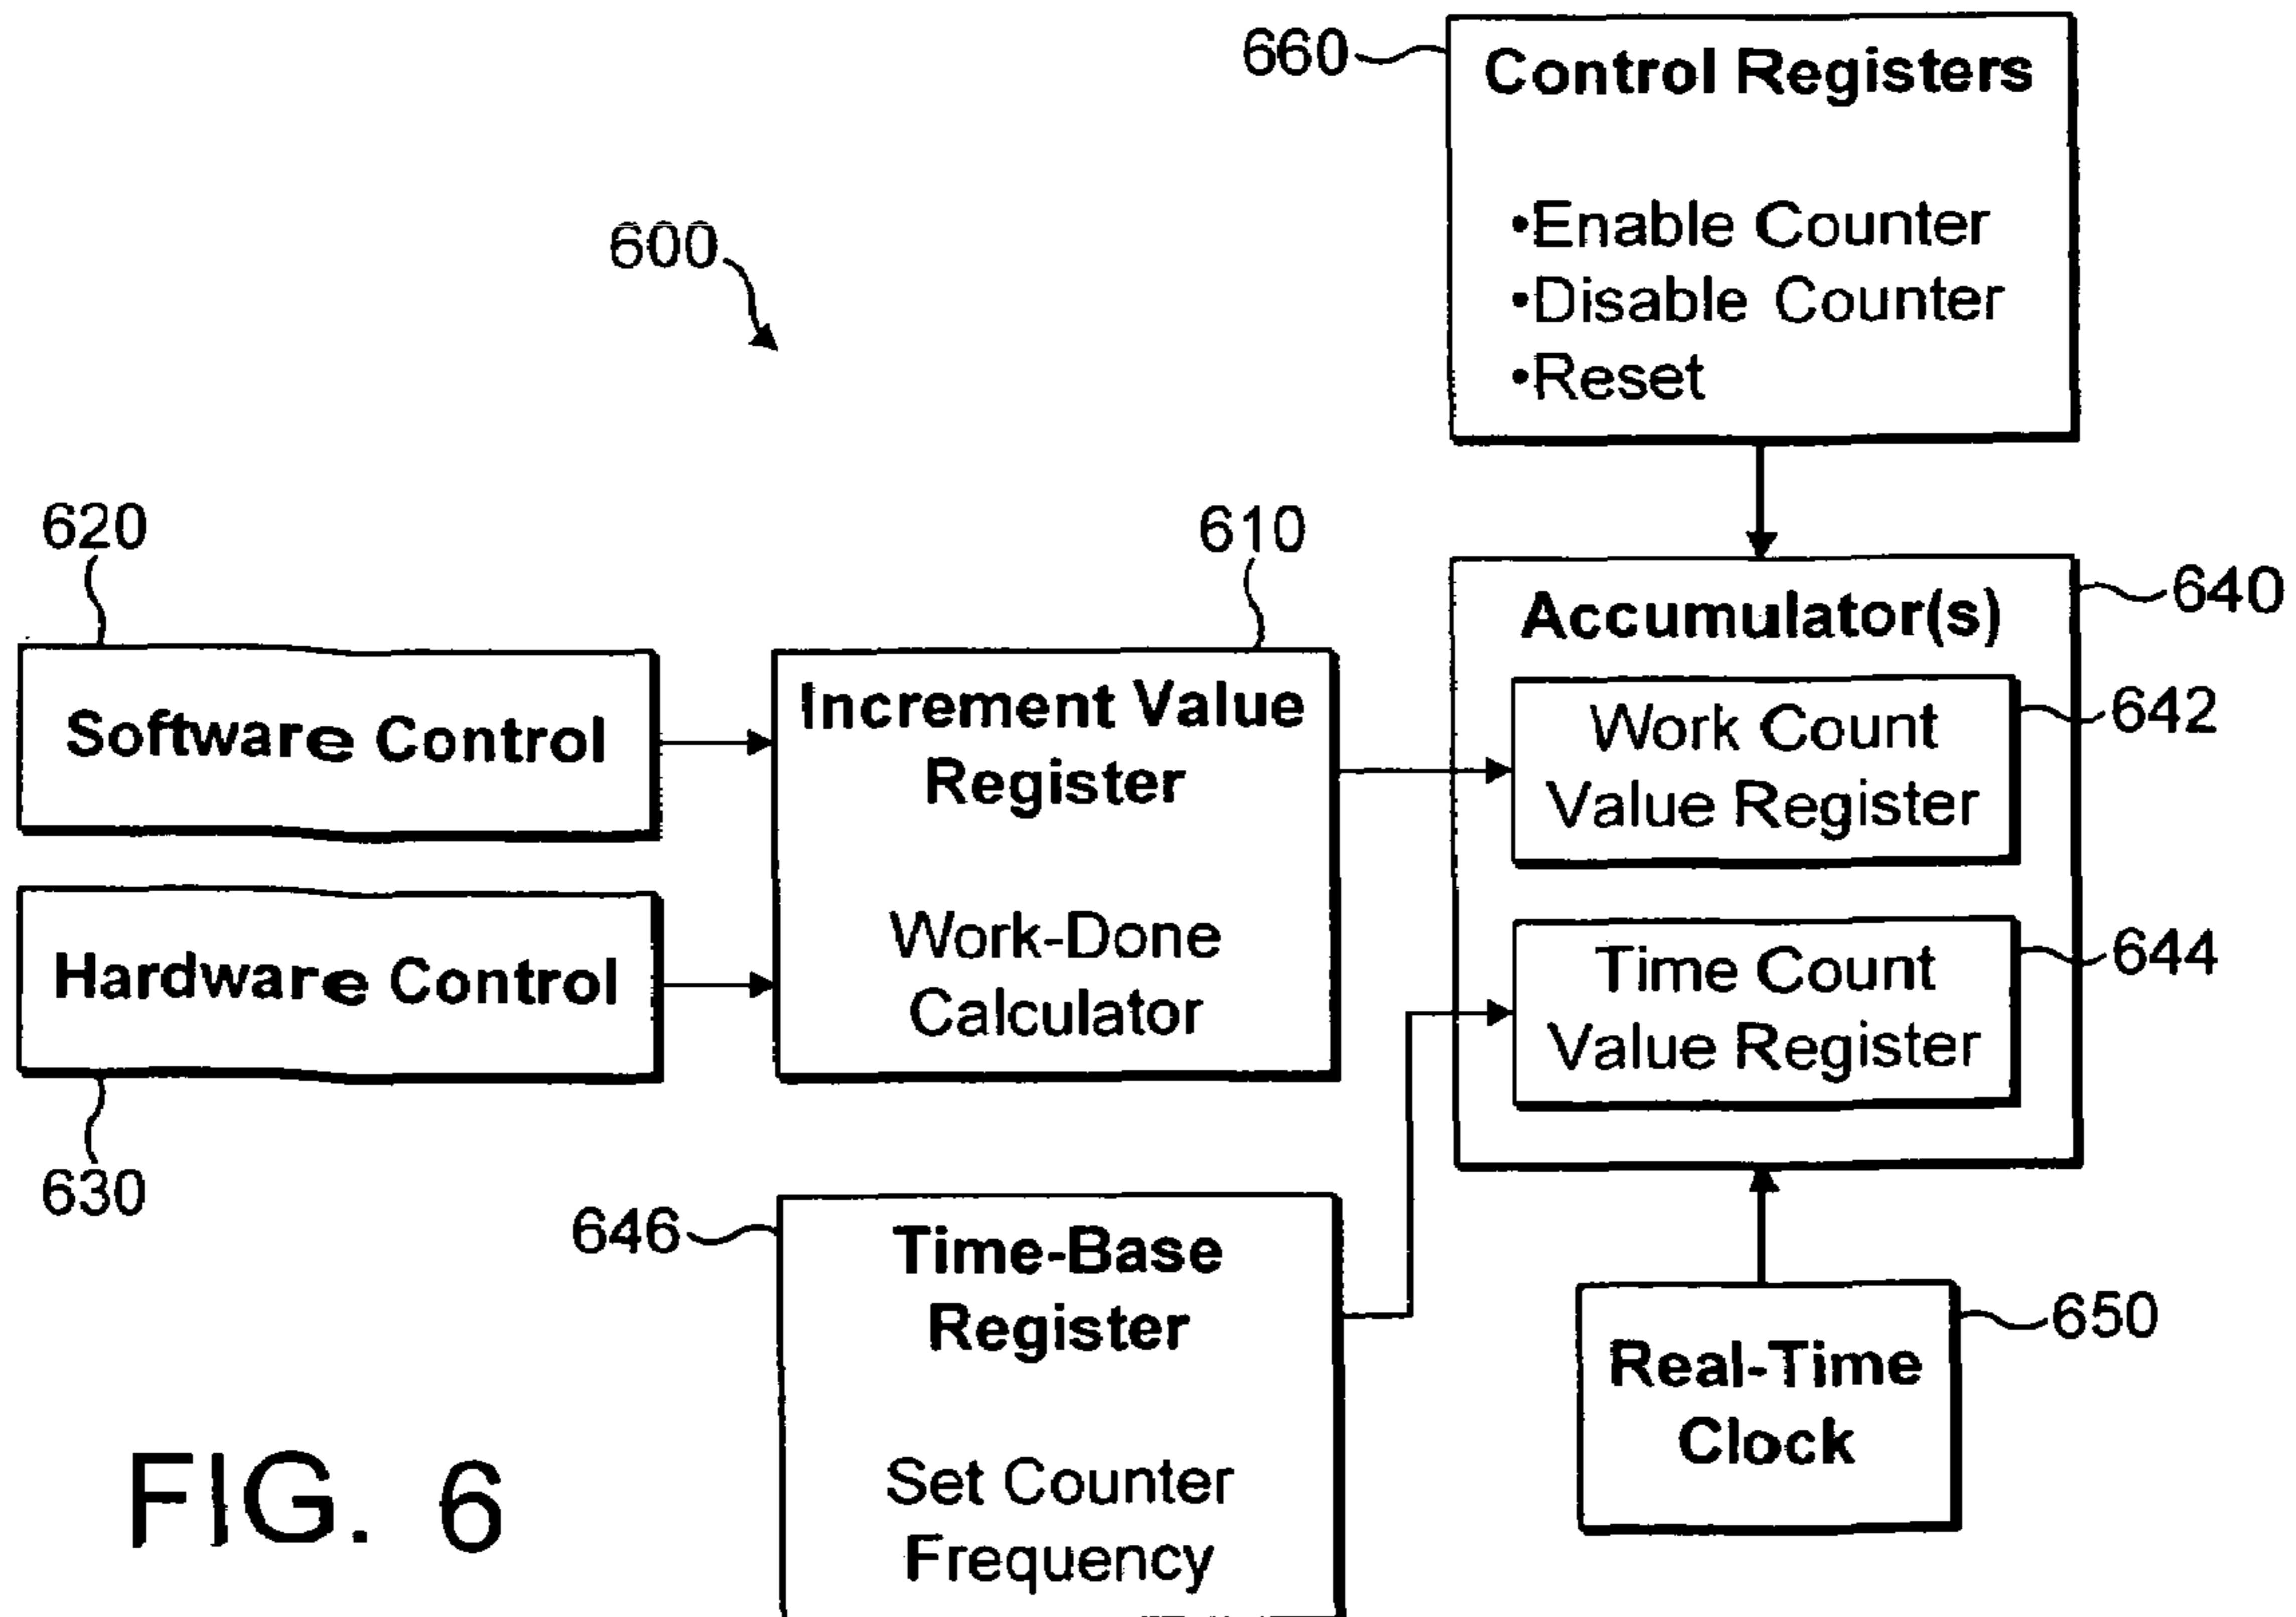 660
Control Registers
•Enable Counter
•Disable Counter
•Reset
600
620
610
Software Control
Increment Value
Register
Work-Done
Calculator
Accumulator(s)
640
Work Count
Value Register
642
Hardware Control
630
Time Count
Value Register
644
646
Time-Base
Register
Set Counter
Frequency
Real-Time
Clock
650
FIG. 6